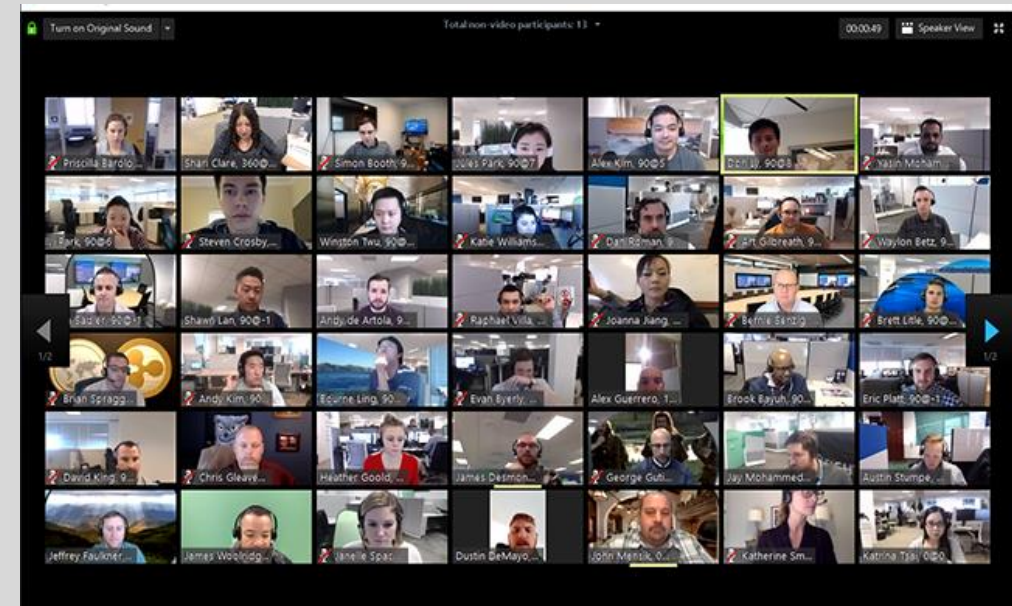 Turn on Original Sound
Total non-video participants: 13
00:00:49
Speaker View
Priscilla Barolo...
Shari Clare, 360@...
Simon Booth, 9...
Jules Park, 90@7
Alex Kim, 90@5
Don Ly, 90@8
Yasin Moham...
Park, 90@6
Steven Crosby,...
Winston Twu, 90@...
Katie Williams...
Dan Roman, 9...
Art Gilbreath, 9...
Waylon Betz, 9...
Sadler, 90@-1
Shawn Lan, 90@-1
Andy de Artola, 9...
Raphael Villa, ...
Joanna Jiang, ...
Bernie Senzig
Brett Litle, 90@...
1/2
1/2
Brian Spragg...
Andy Kim, 90...
Bourne Ling, 90...
Evan Byerly, ...
Alex Guerrero, 1...
Brook Bayuh, 90...
Eric Platt, 90@-1
David King, 9...
Chris Gleave...
Heather Goold, ...
James Desmon...
George Guti...
Jay Mohammed...
Austin Stumpe, ...
Jeffrey Faulkner...
James Woolridg...
Janelle Spac...
Dustin DeMayo,...
John Mensik, 0...
Katherine Sm...
Katrina Tsai, 0@0